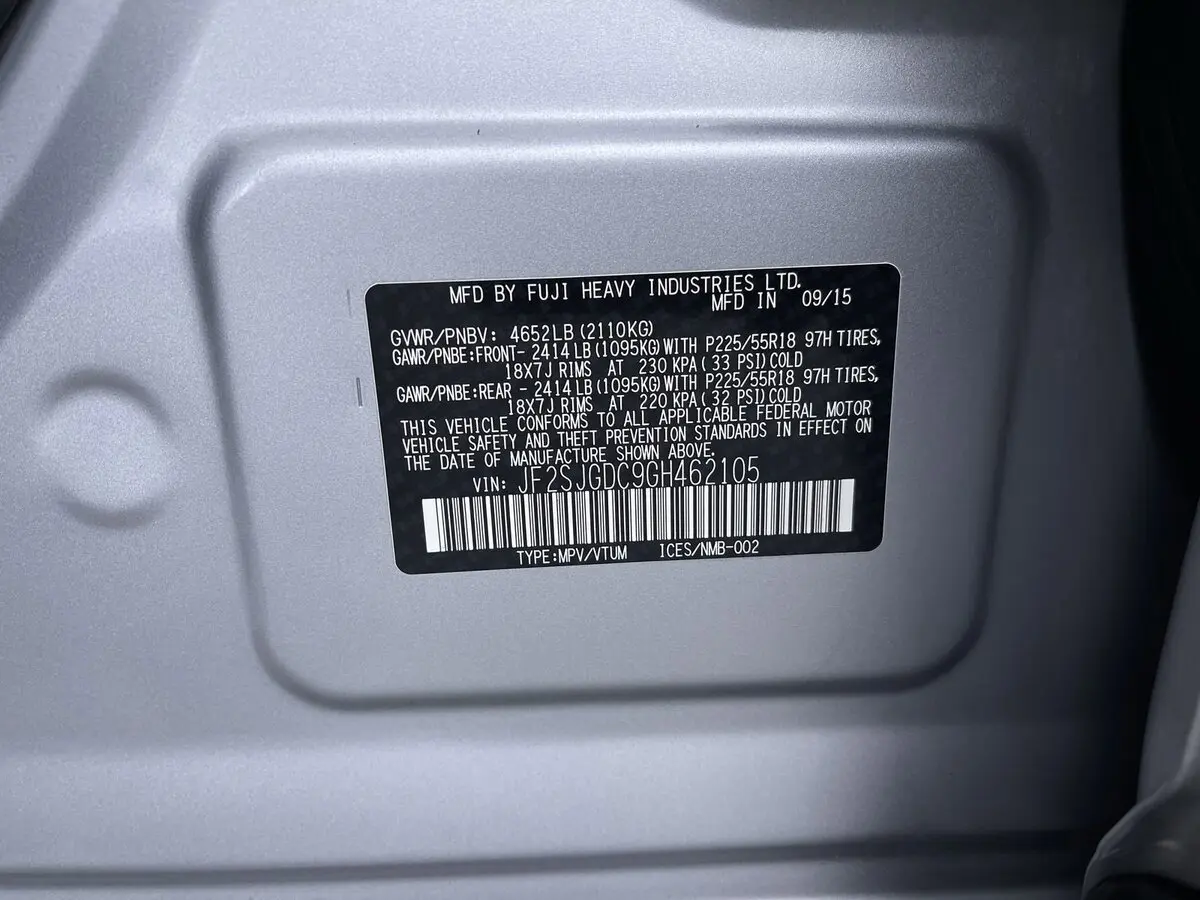 MFD BY FUJI HEAVY INDUSTRIES LTD.
MFD IN 09/15
GVWR/PNBV: 4652LB (2110KG)
GAWR/PNBE:FRONT- 2414LB (1095KG) WITH P225/55R18 97H TIRES,
18X7J RIMS AT 230 KPA ( 33 PSI) COLD
GAWR/PNBE:REAR - 2414LB (1095KG) WITH P225/55R18 97H TIRES,
18X7J RIMS AT 220 KPA ( 32 PSI) COLD
THIS VEHICLE CONFORMS TO ALL APPLICABLE FEDERAL MOTOR
VEHICLE SAFETY AND THEFT PREVENTION STANDARDS IN EFFECT ON
THE DATE OF MANUFACTURE SHOWN ABOVE.
VIN: JF2SJGDC9GH462105
TYPE:MPV/VTUM ICES/NMB-002